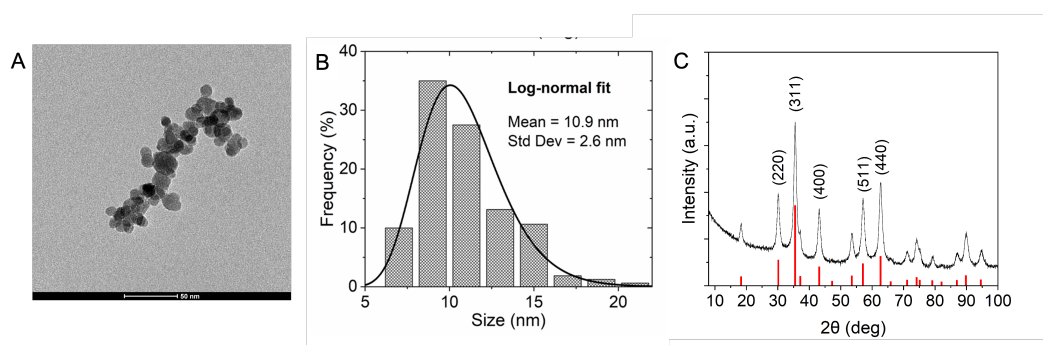 A
50 nm
B
Frequency (%)
40
30
20
10
0
5
10
15
20
Size (nm)
Log-normal fit
Mean = 10.9 nm
Std Dev = 2.6 nm
C
Intensity (a.u.)
(220)
(311)
(400)
(511)
(440)
10 20 30 40 50 60 70 80 90 100
2θ (deg)